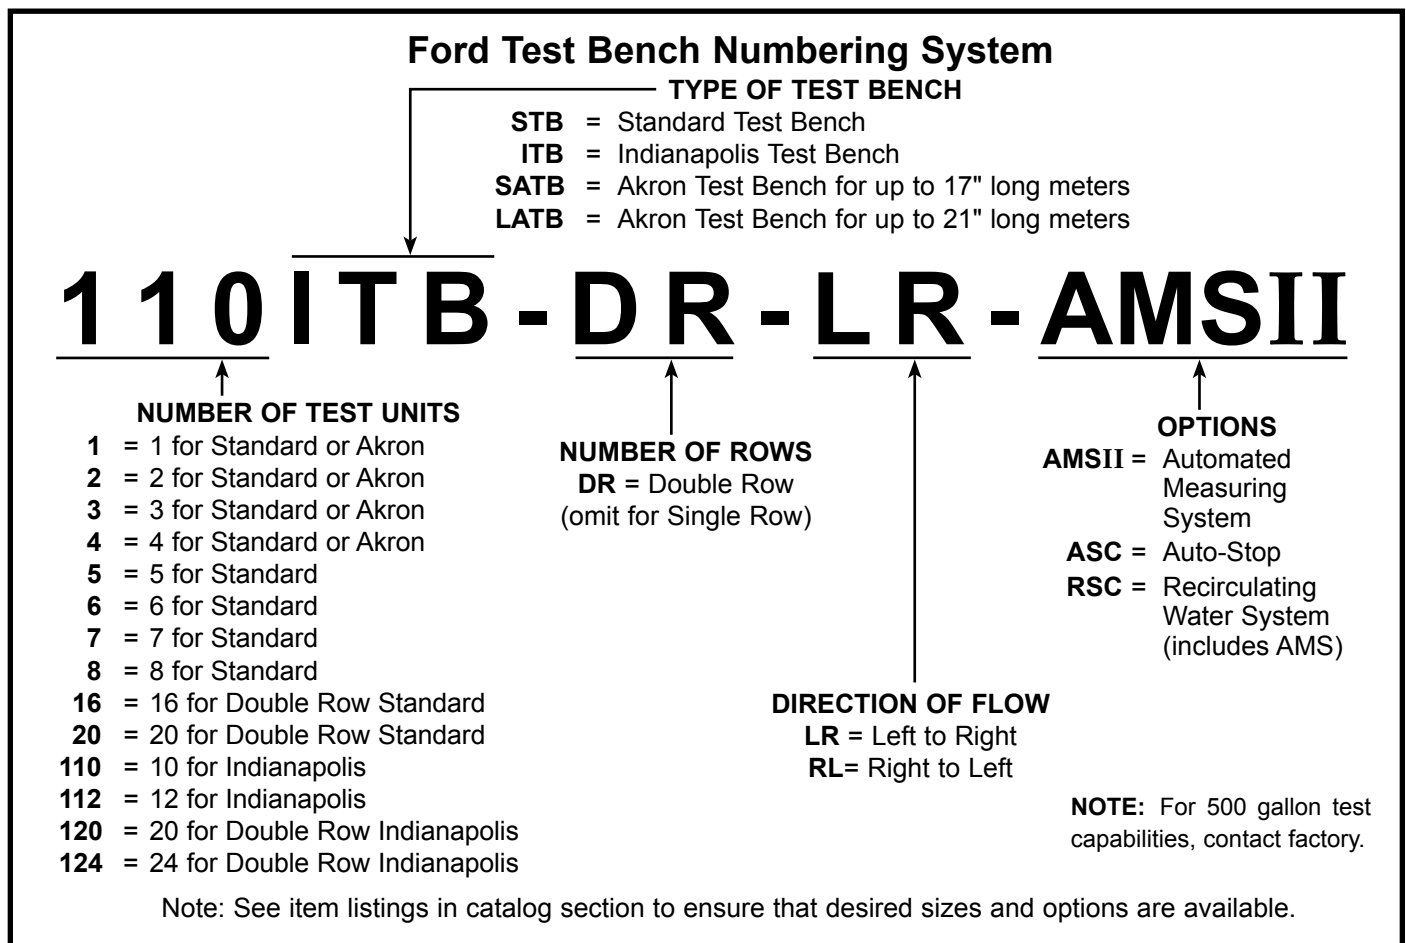 Ford Test Bench Numbering System
TYPE OF TEST BENCH
STB = Standard Test Bench
ITB = Indianapolis Test Bench
SATB = Akron Test Bench for up to 17" long meters
LATB = Akron Test Bench for up to 21" long meters
110ITB-DR-LR-AMSII
NUMBER OF TEST UNITS
1 = 1 for Standard or Akron
2 = 2 for Standard or Akron
3 = 3 for Standard or Akron
4 = 4 for Standard or Akron
5 = 5 for Standard
6 = 6 for Standard
7 = 7 for Standard
8 = 8 for Standard
16 = 16 for Double Row Standard
20 = 20 for Double Row Standard
110 = 10 for Indianapolis
112 = 12 for Indianapolis
120 = 20 for Double Row Indianapolis
124 = 24 for Double Row Indianapolis
NUMBER OF ROWS
DR = Double Row
(omit for Single Row)
DIRECTION OF FLOW
LR = Left to Right
RL= Right to Left
OPTIONS
AMSII = Automated
Measuring
System
ASC = Auto-Stop
RSC = Recirculating
Water System
(includes AMS)
NOTE: For 500 gallon test
capabilities, contact factory.
Note: See item listings in catalog section to ensure that desired sizes and options are available.